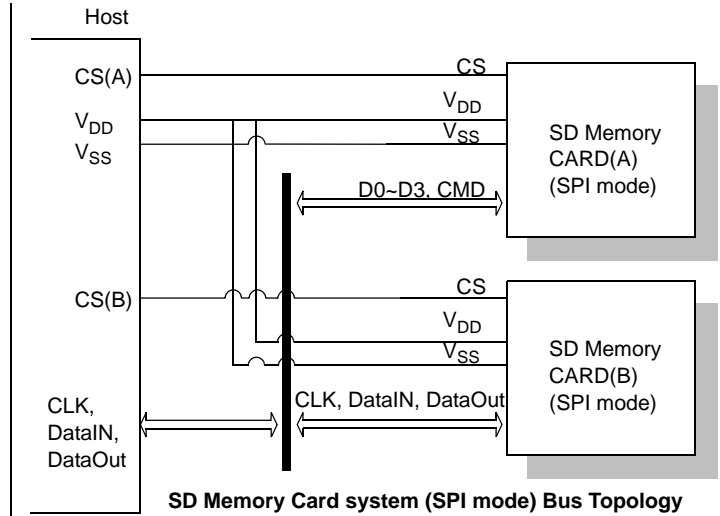 Host
CS(A)
CS
VDD
VDD
VSS
VSS
SD Memory
CARD(A)
(SPI mode)
D0~D3, CMD
CS(B)
CS
VDD
VSS
SD Memory
CARD(B)
(SPI mode)
CLK,
DataIN,
DataOut
CLK, DataIN, DataOut
SD Memory Card system (SPI mode) Bus Topology